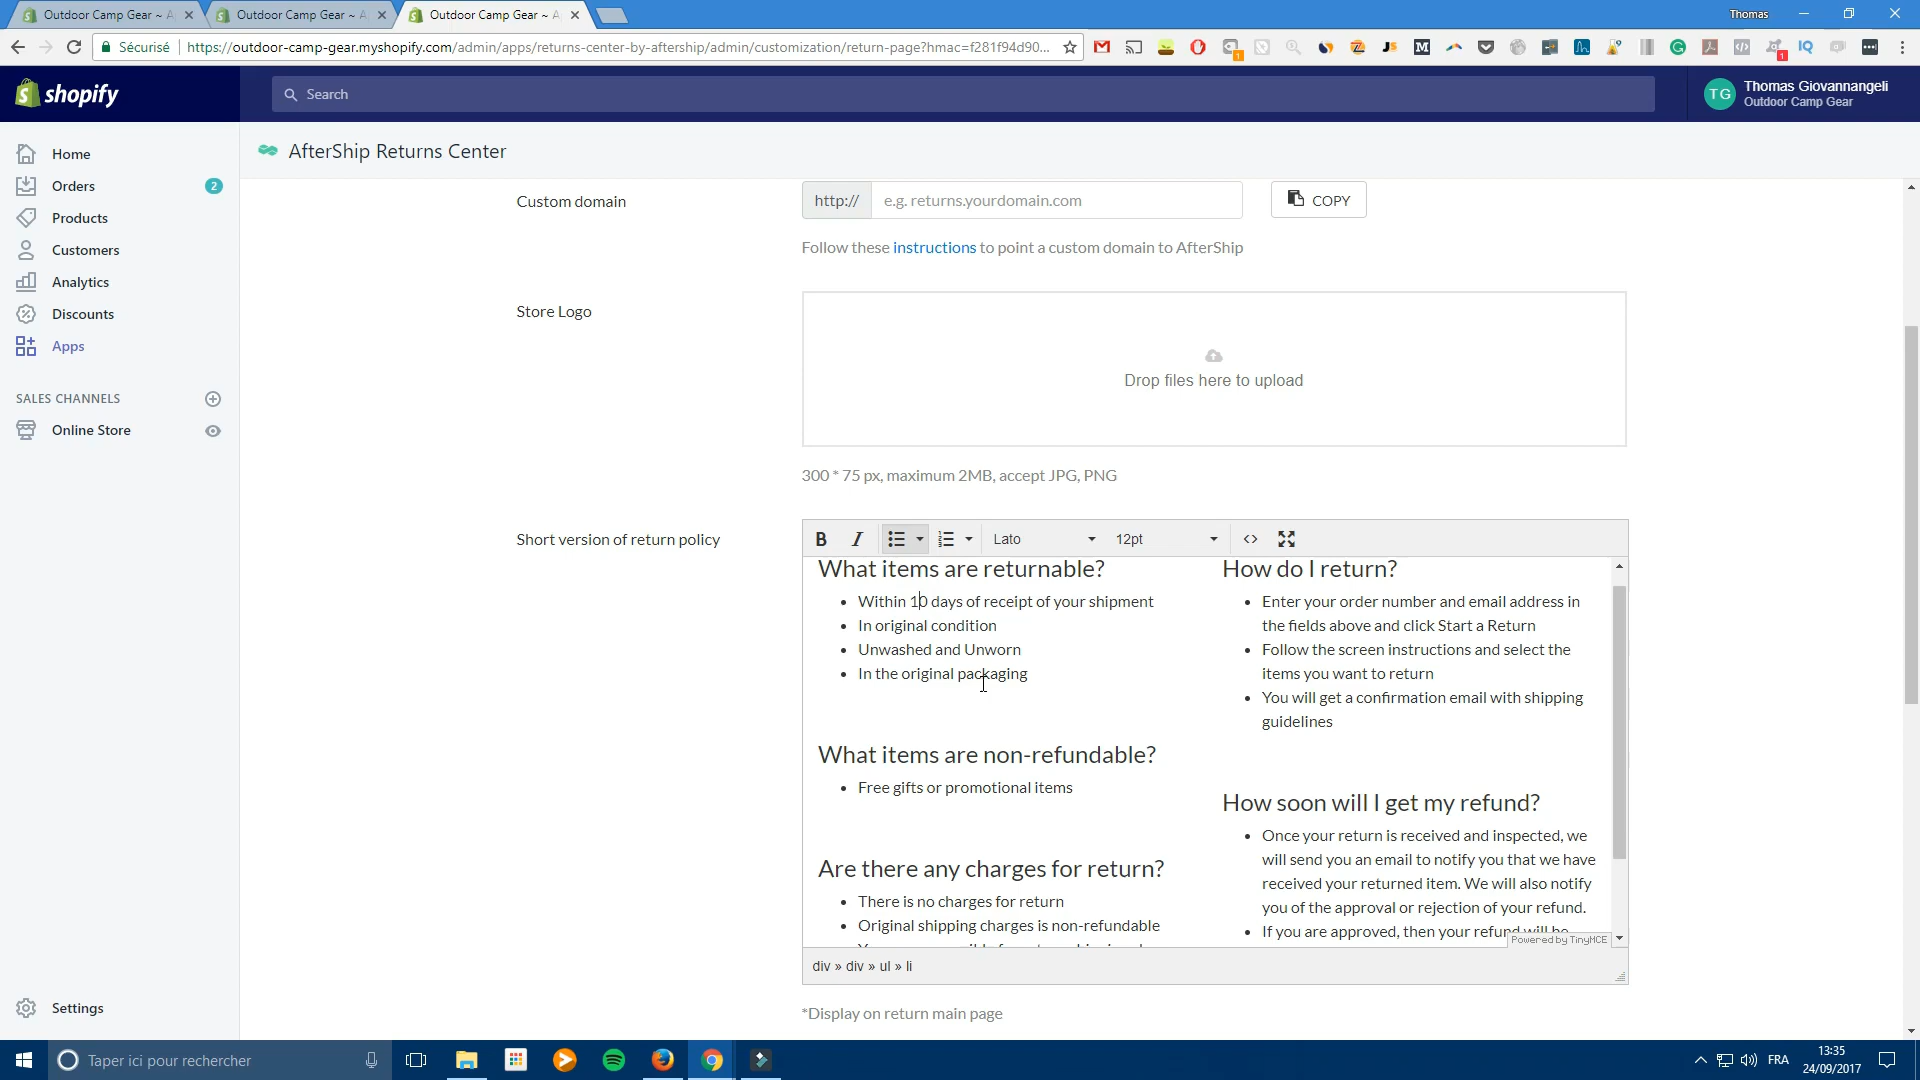 Outdoor Camp Gear ~ A
Outdoor Camp Gear ~ A
Outdoor Camp Gear ~ A
Thomas
Sécurisé
https://outdoor-camp-gear.myshopify.com/admin/apps/returns-center-by-aftership/admin/customization/return-page?hmac=f281f94d90...
shopify
Search
TG
Thomas Giovannangeli
Outdoor Camp Gear
Home
Orders
2
Products
Customers
Analytics
Discounts
Apps
SALES CHANNELS
Online Store
Settings
AfterShip Returns Center
Custom domain
http://
e.g. returns.yourdomain.com
COPY
Follow these instructions to point a custom domain to AfterShip
Store Logo
Drop files here to upload
300 * 75 px, maximum 2MB, accept JPG, PNG
Short version of return policy
B I
Lato
12pt
What items are returnable?
Within 10 days of receipt of your shipment
In original condition
Unwashed and Unworn
In the original packaging
What items are non-refundable?
Free gifts or promotional items
Are there any charges for return?
There is no charges for return
Original shipping charges is non-refundable
How do I return?
Enter your order number and email address in
the fields above and click Start a Return
Follow the screen instructions and select the
items you want to return
You will get a confirmation email with shipping
guidelines
How soon will I get my refund?
Once your return is received and inspected, we
will send you an email to notify you that we have
received your returned item. We will also notify
you of the approval or rejection of your refund.
If you are approved, then your refund will be
Powered by TinyMCE
div » div » ul » li
*Display on return main page
Taper ici pour rechercher
FRA
13:35
24/09/2017